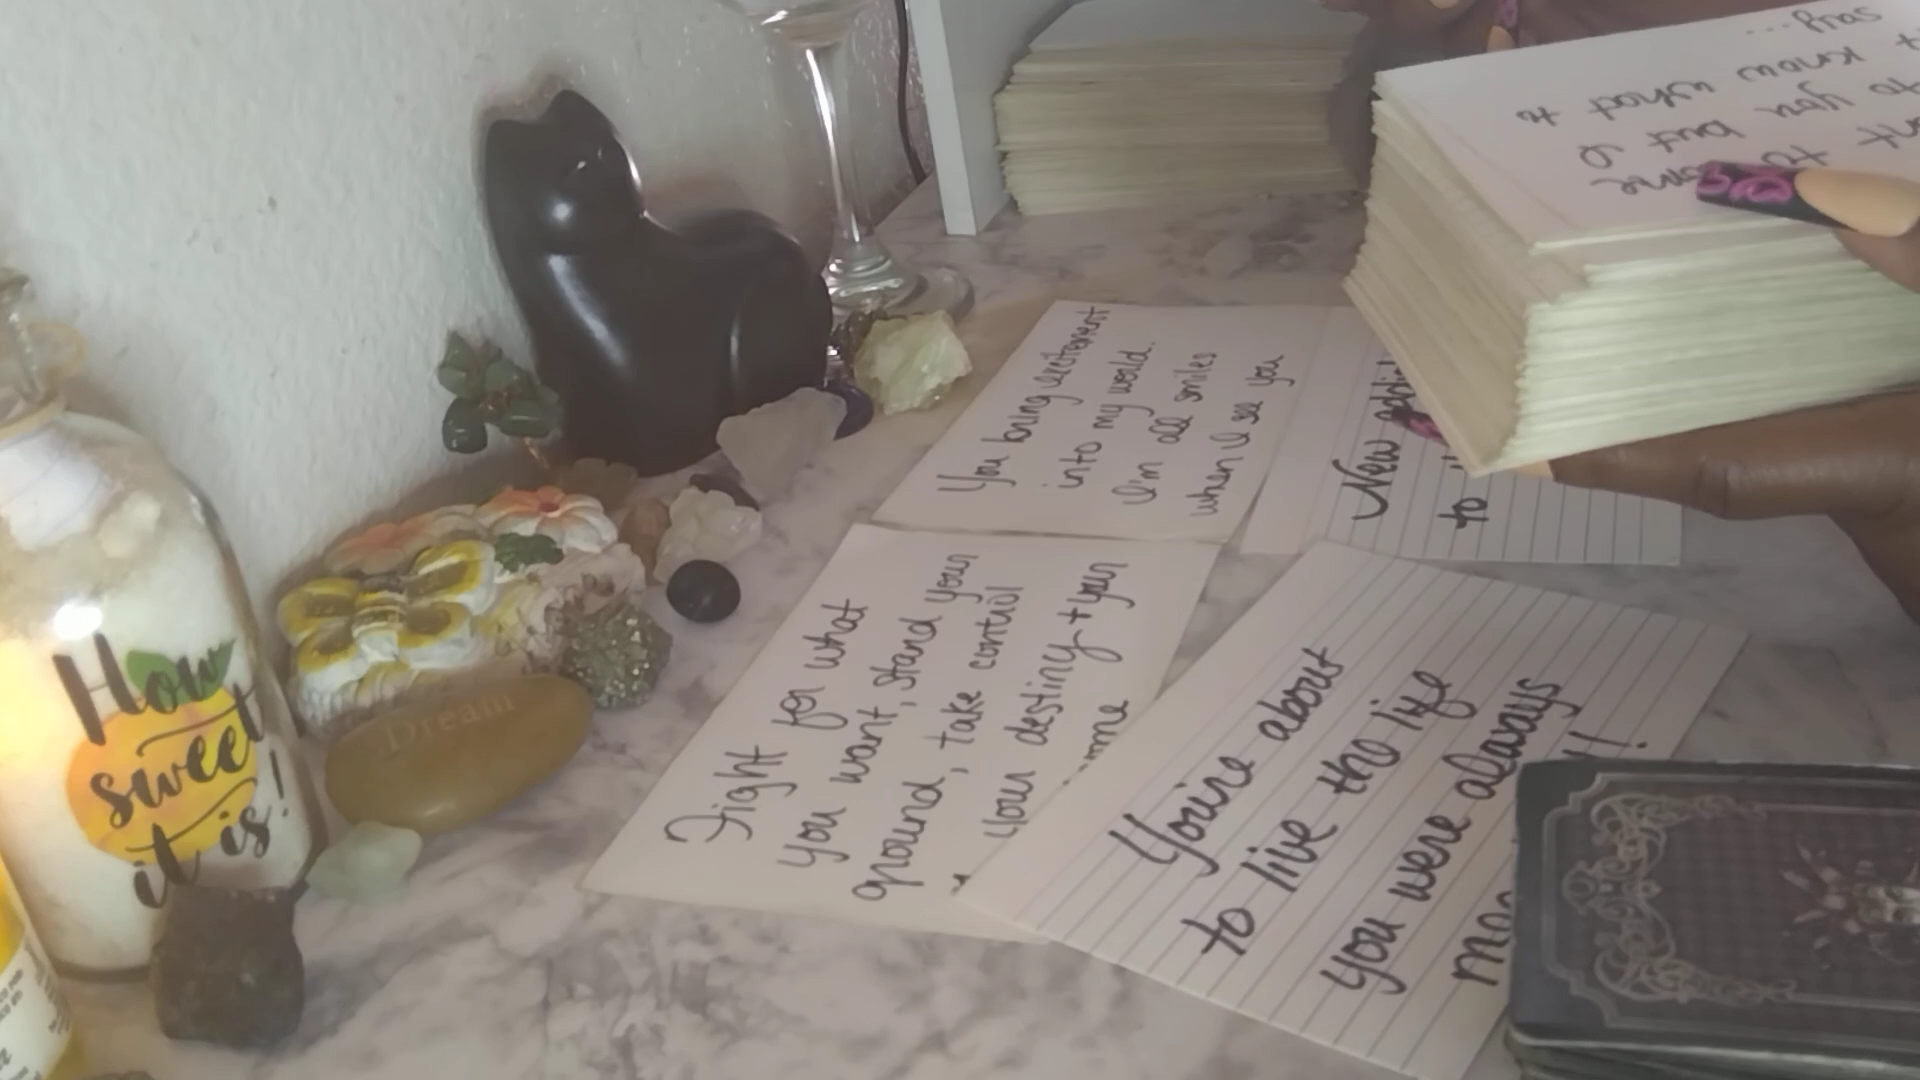 How
sweet
it is!
Dream
You bring excitement
into my world.
I'm all smiles
when I see you
Fight for what
you want, stand your
ground, take control
your destiny + your
You're about
to live the life
you were always
New
to
to come
to you but I
know what to
say...